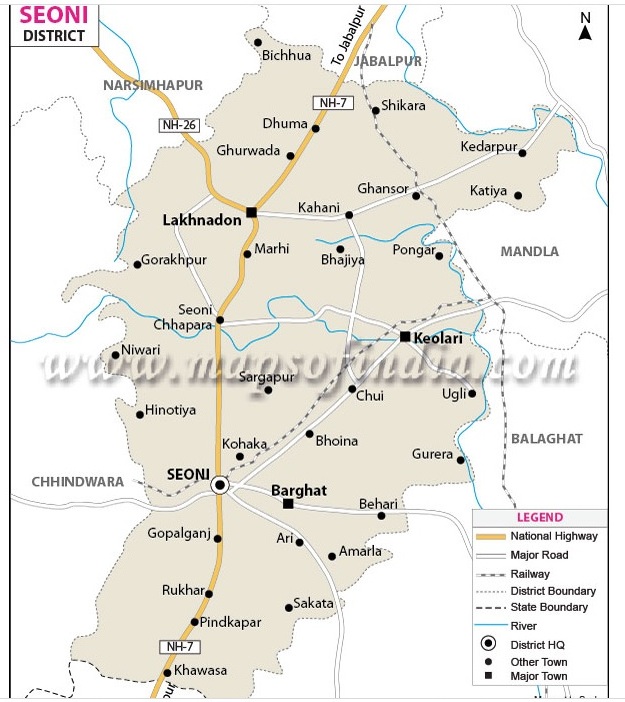 SEONI
DISTRICT
N
To Jabalpur
Bichhua
JABALPUR
NARSIMHAPUR
NH-7
Shikara
NH-26
Dhuma
Ghurwada
Kedarpur
Ghansor
Katiya
Kahani
Lakhnadon
Marhi
Bhajiya
Pongar
MANDLA
Gorakhpur
Seoni
Chhapara
Keolari
Niwari
www.mapsofindia.com
Sargapur
Chui
Ugli
Hinotiya
Bhoina
Kohaka
BALAGHAT
Gurera
SEONI
CHHINDWARA
Barghat
Behari
Gopalganj
Ari
Amarla
Rukhar
Sakata
Pindkapar
NH-7
Khawasa
LEGEND
National Highway
Major Road
Railway
District Boundary
State Boundary
River
District HQ
Other Town
Major Town